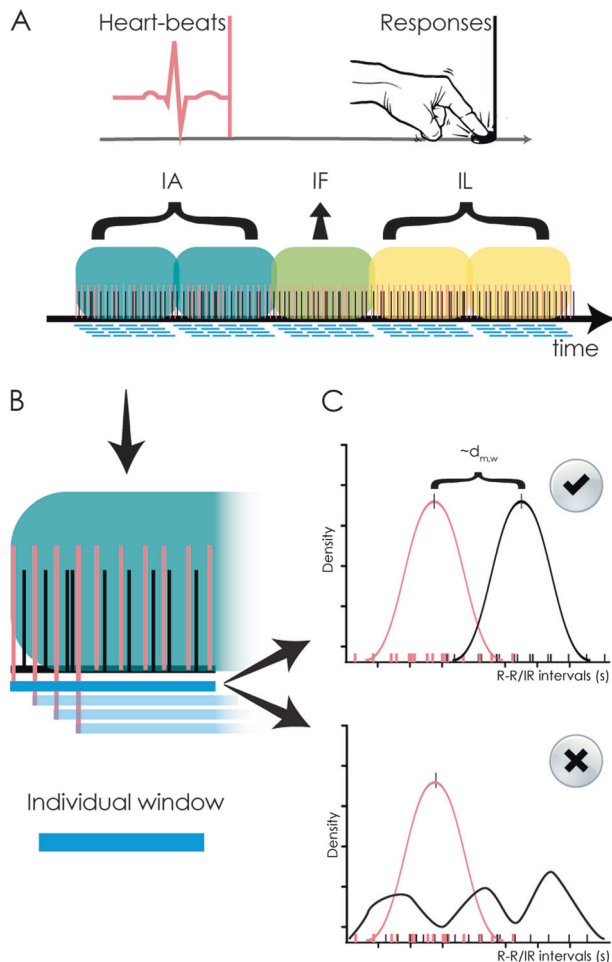 A
Heart-beats
Responses
IA
IF
IL
time
B
Individual window
C
~d m,w
Density
R-R/IR intervals (s)
Density
R-R/IR intervals (s)